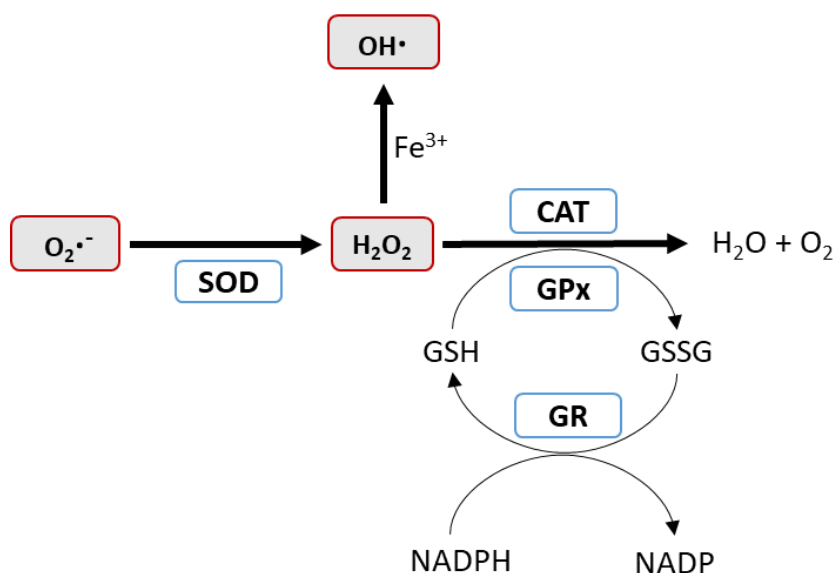 OH·
Fe³⁺
CAT
O₂·⁻
H₂O₂
H₂O + O₂
SOD
GPx
GSH
GSSG
GR
NADPH
NADP